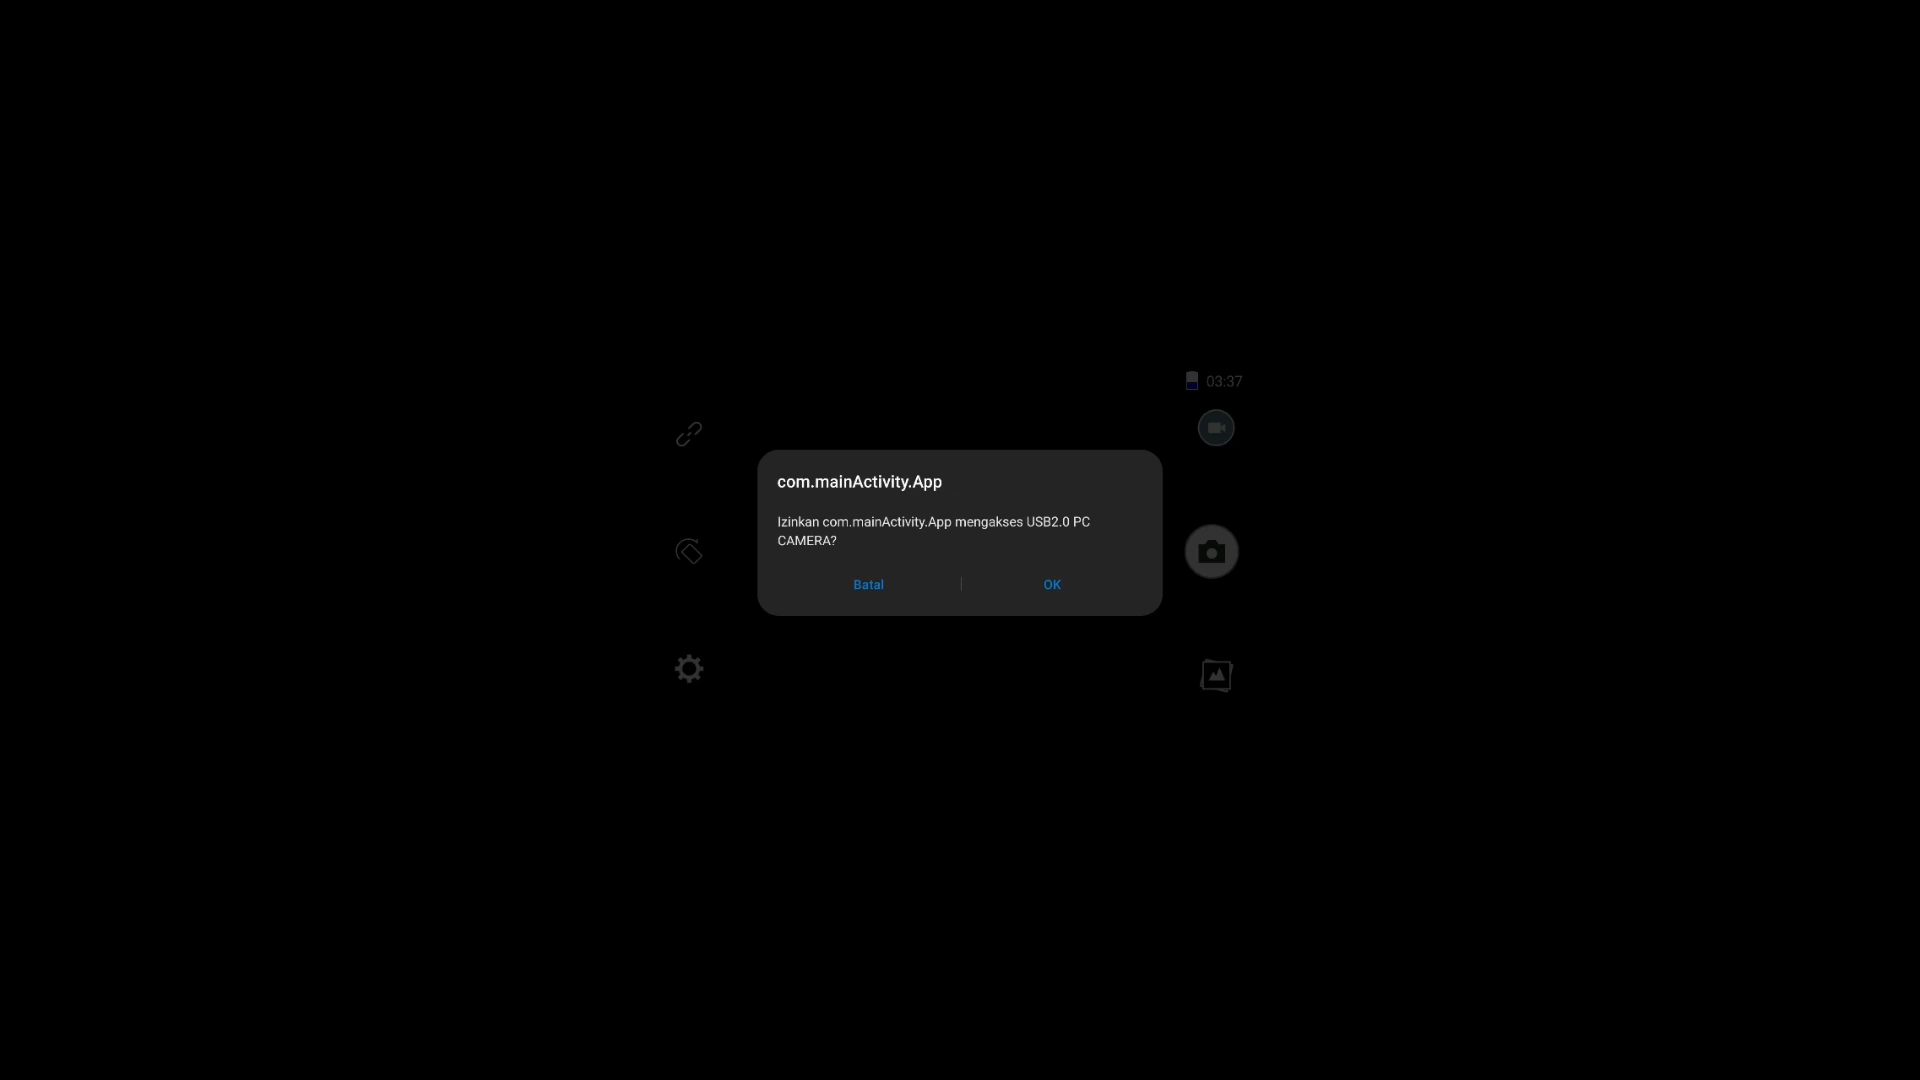 03:37
com.mainActivity.App
Izinkan com.mainActivity.App mengakses USB2.0 PC
CAMERA?
Batal
OK